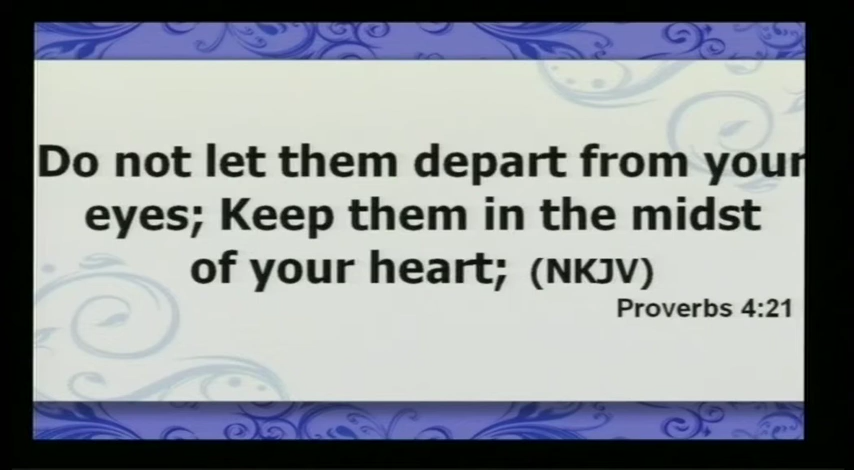 Do not let them depart from your
eyes; Keep them in the midst
of your heart; (NKJV)
Proverbs 4:21